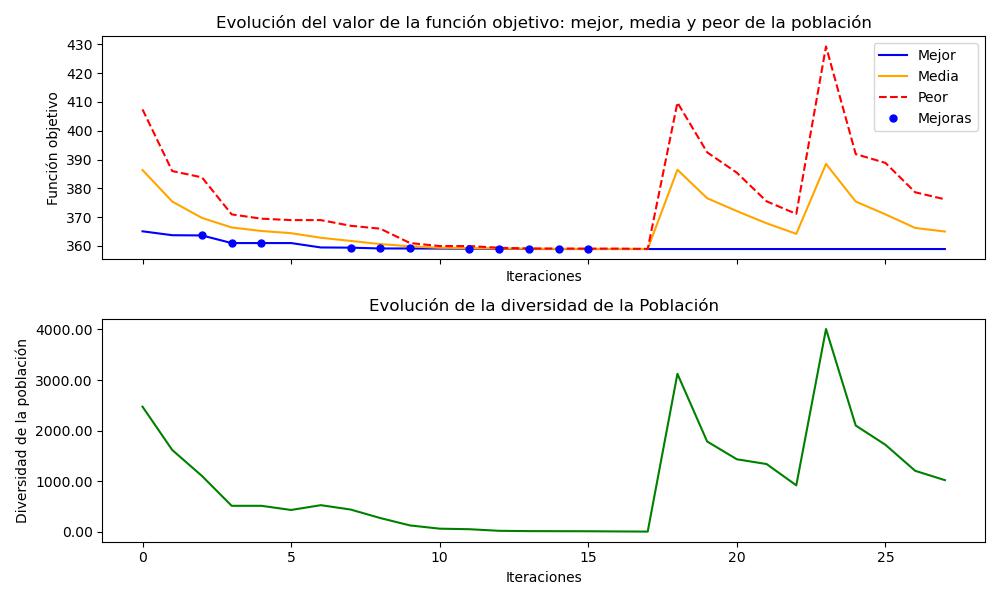 Evolución del valor de la función objetivo: mejor, media y peor de la población
430
420
410
400
390
380
370
360
Función objetivo
Mejor
Media
Peor
Mejoras
Iteraciones
Evolución de la diversidad de la Población
4000.00
3000.00
2000.00
1000.00
0.00
Diversidad de la población
0 5 10 15 20 25
Iteraciones